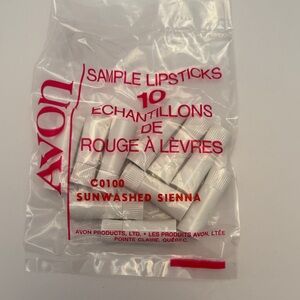 AVON
SAMPLE LIPSTICKS
10
ECHANTILLONS
DE
ROUGE À LÈVRES
C0100
SUNWASHED SIENNA
AVON PRODUCTS, LTD. • LES PRODUITS AVON, LTÉE
POINTE CLAIRE, QUÉBEC.